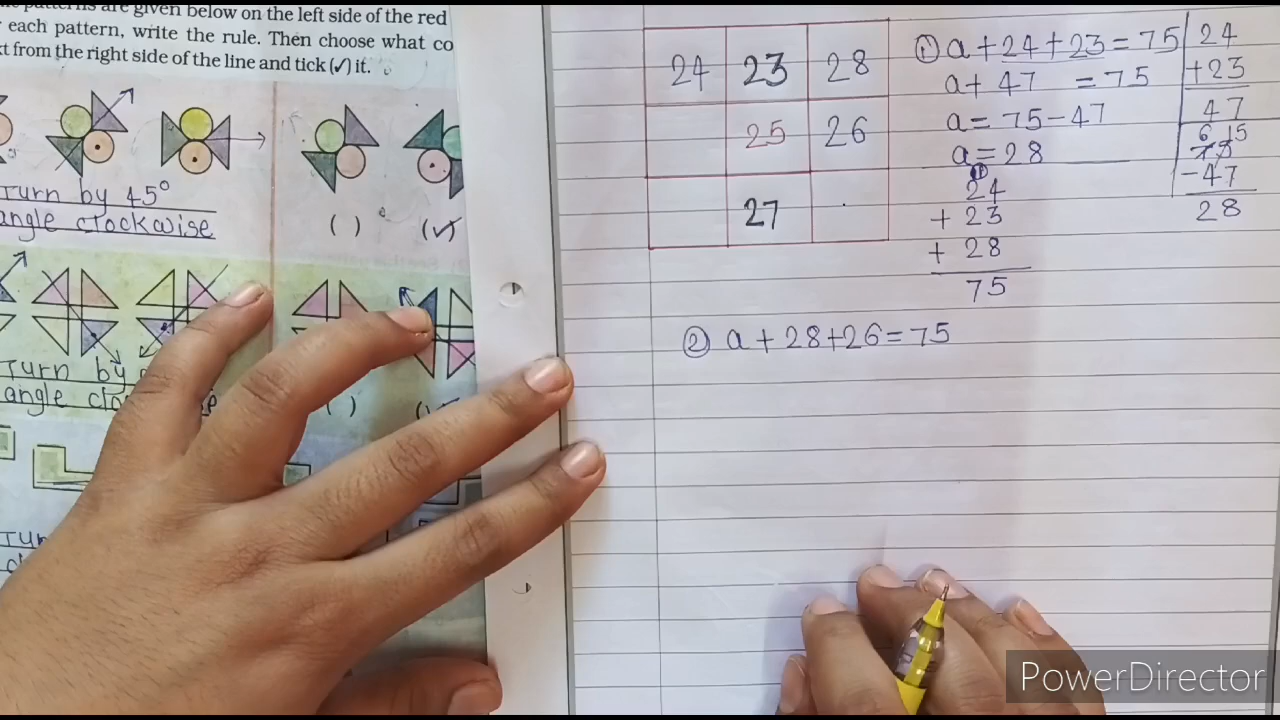 patterns are given below on the left side of the red
each pattern, write the rule. Then choose what co
from the right side of the line and tick (✓) it.
Turn by 45°
angle clockwise
( ) (✓)
Turn by
angle
( )
24 23 28
25 26
27
① a + 24 + 23 = 75
a + 47 = 75
a = 75 - 47
a = 28
24
+ 23
+ 28
75
24
+23
47
6 15
75
-47
28
② a + 28 + 26 = 75
PowerDirector